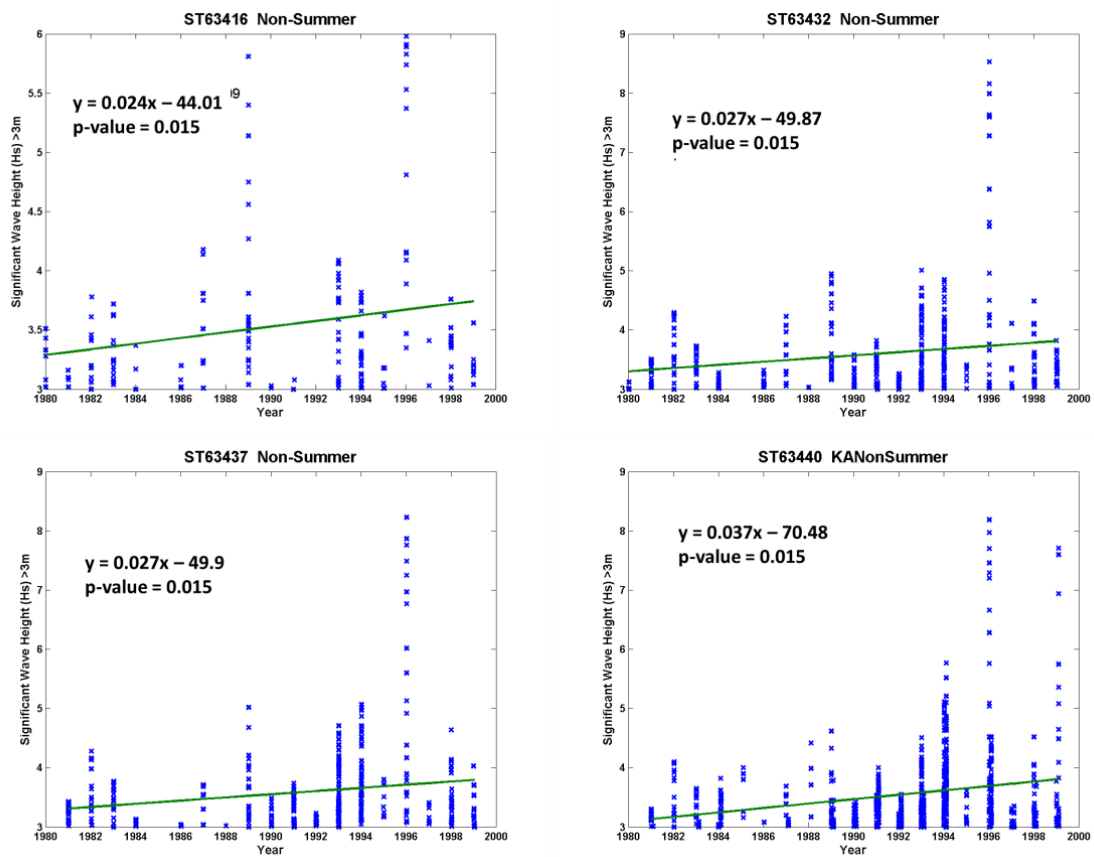 ST63416 Non-Summer
Significant Wave Height (Hs) >3m
6
5.5
5
4.5
4
3.5
3
y = 0.024x – 44.01
p-value = 0.015
1980 1982 1984 1986 1988 1990 1992 1994 1996 1998 2000
Year
ST63432 Non-Summer
Significant Wave Height (Hs) >3m
9
8
7
6
5
4
3
y = 0.027x – 49.87
p-value = 0.015
1980 1982 1984 1986 1988 1990 1992 1994 1996 1998 2000
Year
ST63437 Non-Summer
Significant Wave Height (Hs) >3m
9
8
7
6
5
4
3
y = 0.027x – 49.9
p-value = 0.015
1980 1982 1984 1986 1988 1990 1992 1994 1996 1998 2000
Year
ST63440 KANonSummer
Significant Wave Height (Hs) >3m
9
8
7
6
5
4
3
y = 0.037x – 70.48
p-value = 0.015
1980 1982 1984 1986 1988 1990 1992 1994 1996 1998 2000
Year